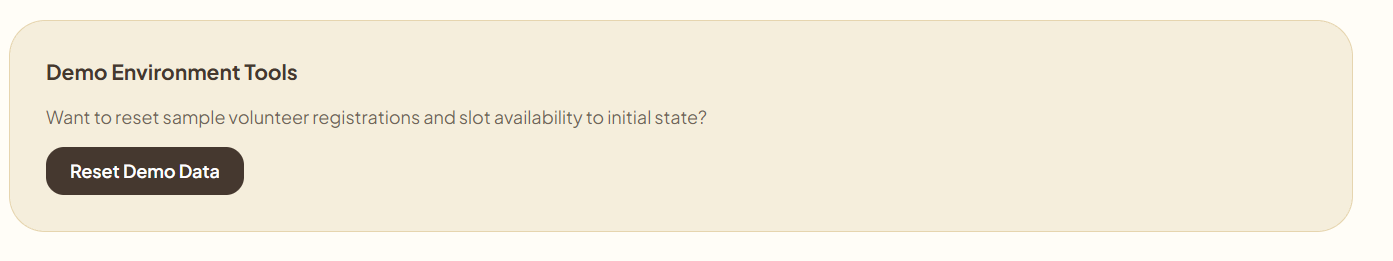 Demo Environment Tools
Want to reset sample volunteer registrations and slot availability to initial state?
Reset Demo Data